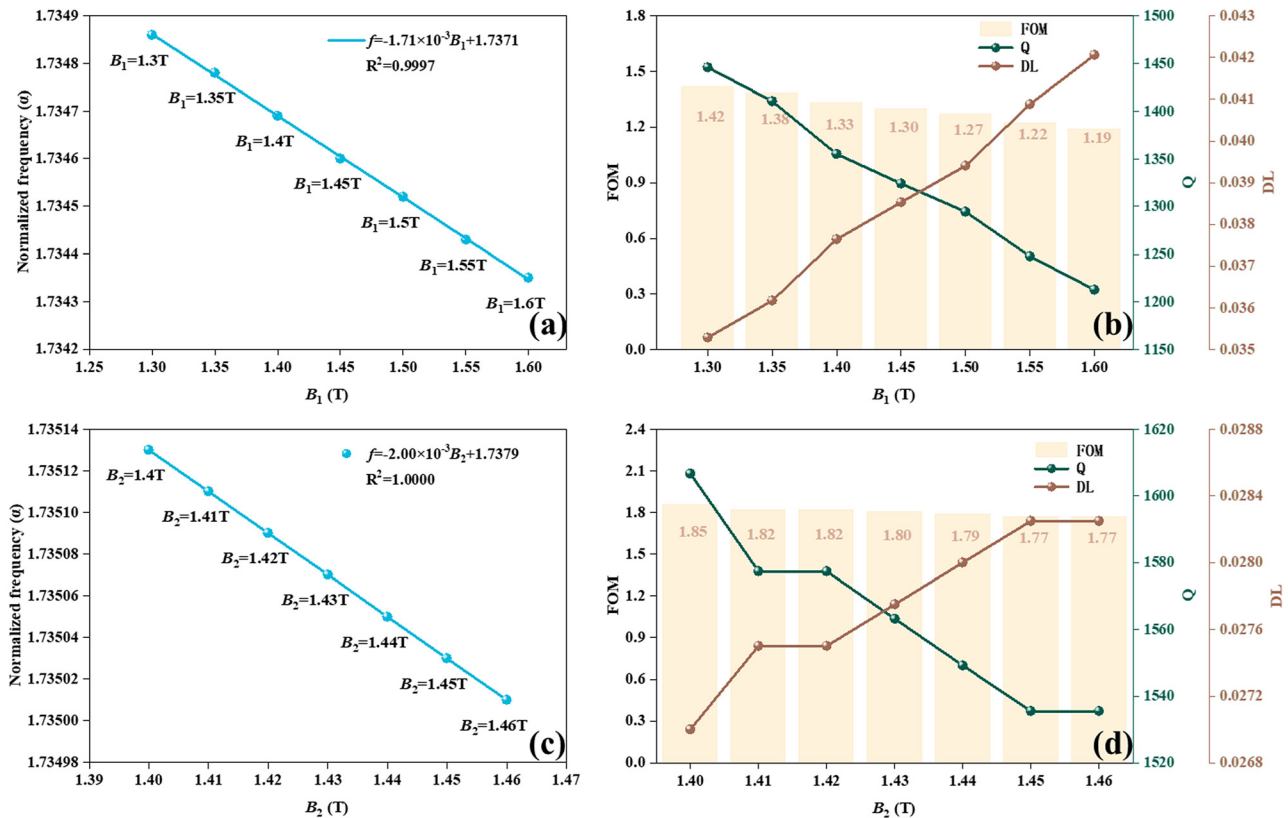 (a)
Normalized frequency (α)
1.7349
1.7348
1.7347
1.7346
1.7345
1.7344
1.7343
1.7342
f=-1.71×10⁻³B₁+1.7371
R²=0.9997
B₁=1.3T
B₁=1.35T
B₁=1.4T
B₁=1.45T
B₁=1.5T
B₁=1.55T
B₁=1.6T
1.25 1.30 1.35 1.40 1.45 1.50 1.55 1.60
B₁ (T)
(b)
FOM
1.8
1.5
1.2
0.9
0.6
0.3
0.0
FOM
Q
DL
1.42 1.38 1.33 1.30 1.27 1.22 1.19
1.30 1.35 1.40 1.45 1.50 1.55 1.60
B₁ (T)
1500
1450
1400
1350
1300
1250
1200
1150
Q
0.043
0.042
0.041
0.040
0.039
0.038
0.037
0.036
0.035
DL
(c)
Normalized frequency (α)
1.73514
1.73512
1.73510
1.73508
1.73506
1.73504
1.73502
1.73500
1.73498
f=-2.00×10⁻³B₂+1.7379
R²=1.0000
B₂=1.4T
B₂=1.41T
B₂=1.42T
B₂=1.43T
B₂=1.44T
B₂=1.45T
B₂=1.46T
1.39 1.40 1.41 1.42 1.43 1.44 1.45 1.46 1.47
B₂ (T)
(d)
FOM
2.4
2.1
1.8
1.5
1.2
0.9
0.6
0.3
0.0
FOM
Q
DL
1.85 1.82 1.82 1.80 1.79 1.77 1.77
1.40 1.41 1.42 1.43 1.44 1.45 1.46
B₂ (T)
1620
1600
1580
1560
1540
1520
Q
0.0288
0.0284
0.0280
0.0276
0.0272
0.0268
DL